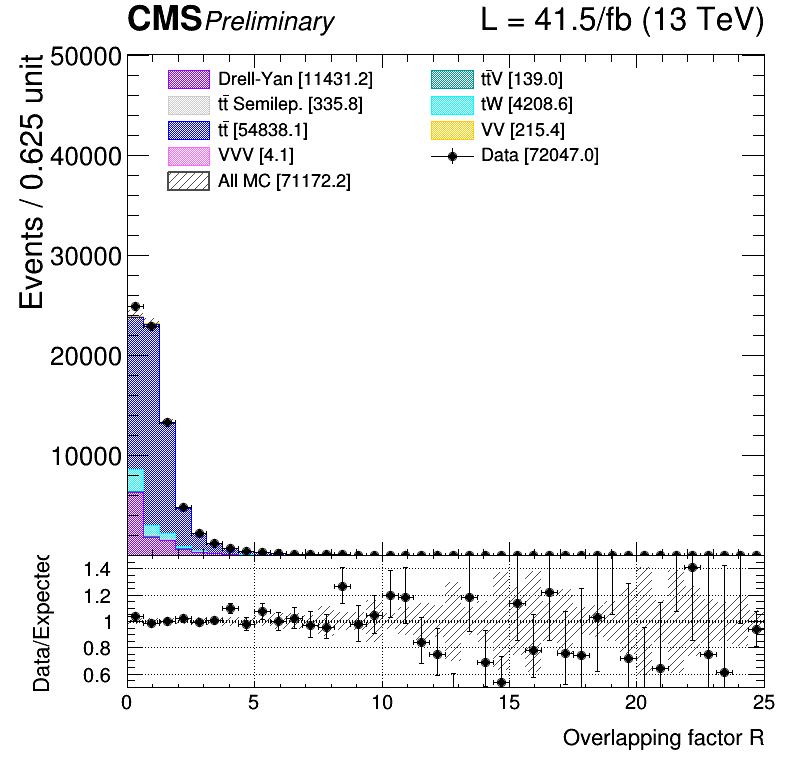 CMS Preliminary L = 41.5/fb (13 TeV)
Events / 0.625 unit
50000
40000
30000
20000
10000
Drell-Yan [11431.2]
tt̄ Semilep. [335.8]
tt̄ [54838.1]
VVV [4.1]
All MC [71172.2]
tt̄V [139.0]
tW [4208.6]
VV [215.4]
Data [72047.0]
Data/Expected
1.4
1.2
1
0.8
0.6
0 5 10 15 20 25
Overlapping factor R